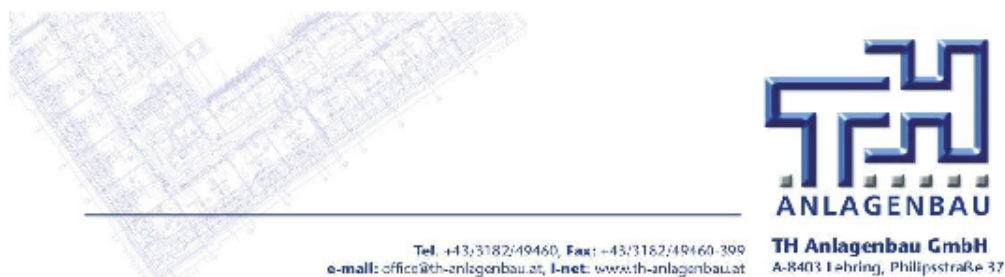 TH
ANLAGENBAU
Tel. +43/3182/49460, Fax: +43/3182/49460-399
e-mail: office@th-anlagenbau.at, I-net: www.th-anlagenbau.at
TH Anlagenbau GmbH
A-8403 Lebring, Philipsstraße 37